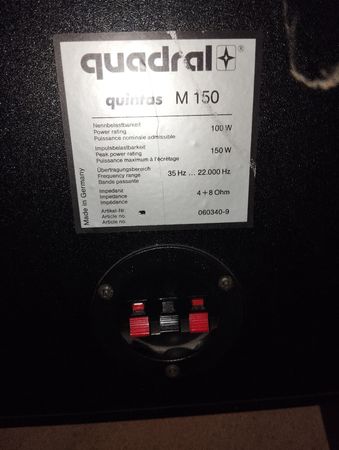 quadral
quintas M 150
Nennbelastbarkeit
Power rating 100 W
Puissance nominale admissible
Impulsbelastbarkeit
Peak power rating 150 W
Puissance maximum à l'écrêtage
Übertragungsbereich
Frequency range 35 Hz ... 22.000 Hz
Bande passante
Impedanz
Impedance 4+8 Ohm
Impédance
Artikel-Nr.
Article no. 060340-9
Article no.
Made in Germany